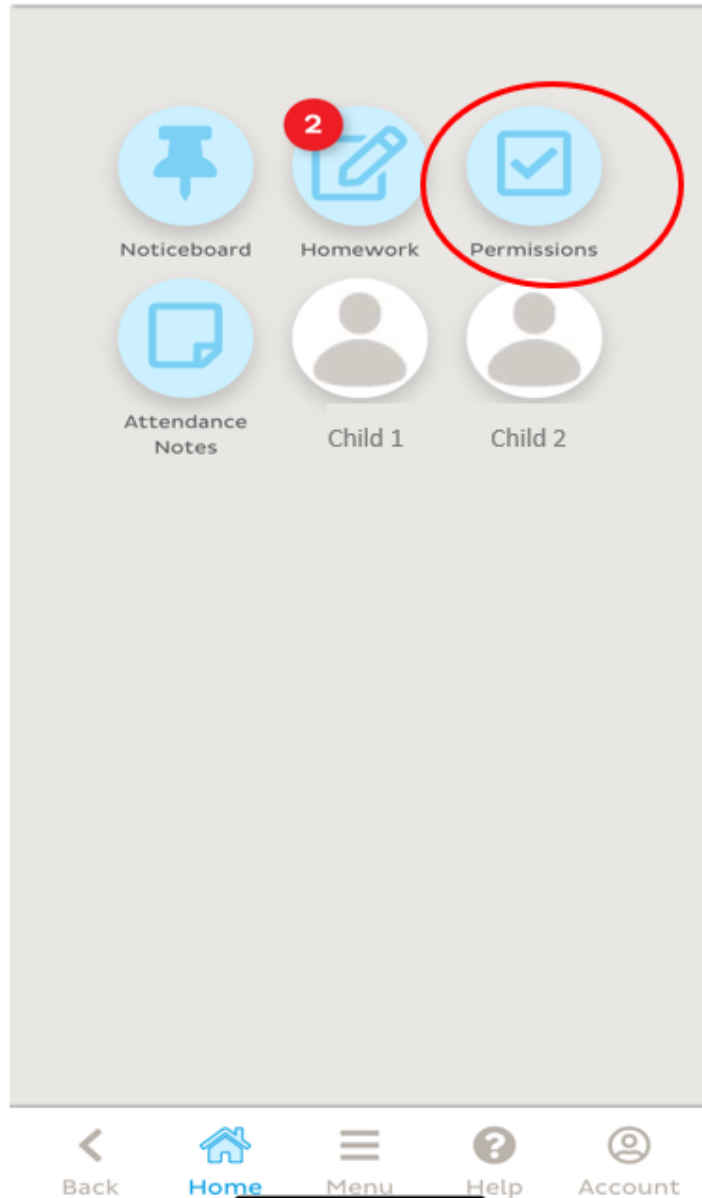 2
Noticeboard Homework Permissions
Attendance
Notes
Child 1 Child 2
Back Home Menu Help Account